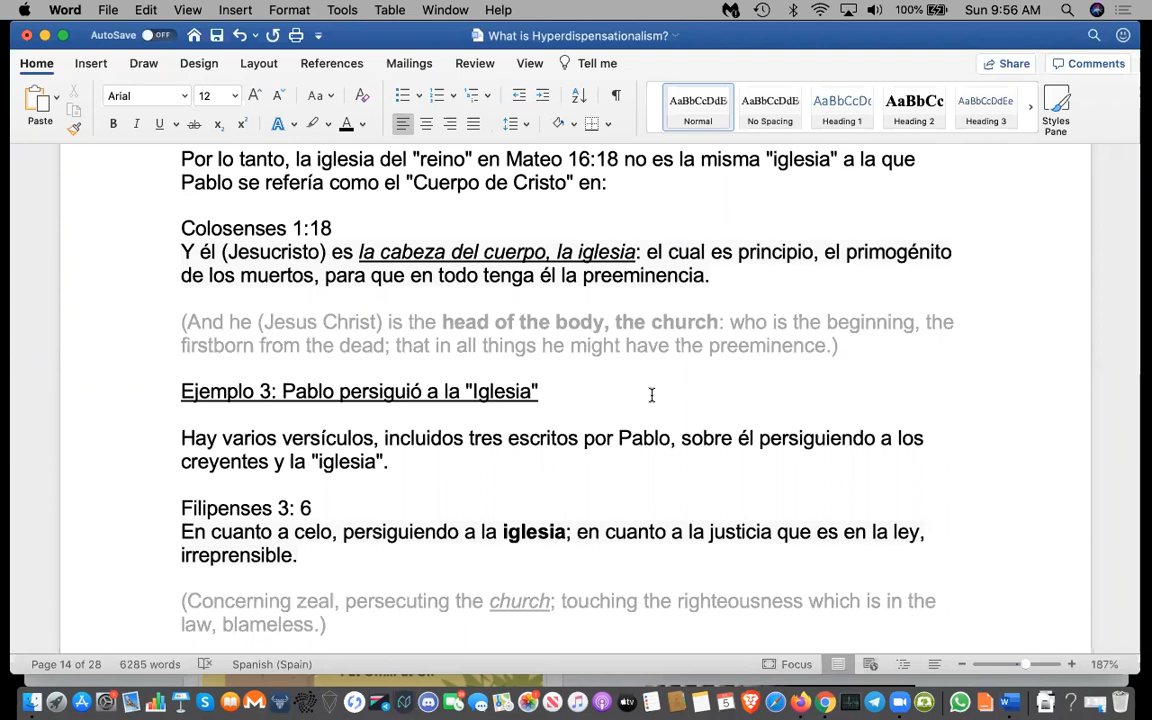 Word File Edit View Insert Format Tools Table Window Help 100% Sun 9:56 AM
AutoSave OFF What is Hyperdispensationalism?
Home Insert Draw Design Layout References Mailings Review View Tell me Share Comments
Paste Arial 12 AaBbCcDdE Normal AaBbCcDdE No Spacing AaBbCcDc Heading 1 AaBbCc Heading 2 AaBbCcDdEe Heading 3 Styles Pane
Por lo tanto, la iglesia del "reino" en Mateo 16:18 no es la misma "iglesia" a la que
Pablo se refería como el "Cuerpo de Cristo" en:
Colosenses 1:18
Y él (Jesucristo) es la cabeza del cuerpo, la iglesia: el cual es principio, el primogénito
de los muertos, para que en todo tenga él la preeminencia.
(And he (Jesus Christ) is the head of the body, the church: who is the beginning, the
firstborn from the dead; that in all things he might have the preeminence.)
Ejemplo 3: Pablo persiguió a la "Iglesia"
Hay varios versículos, incluidos tres escritos por Pablo, sobre él persiguiendo a los
creyentes y la "iglesia".
Filipenses 3: 6
En cuanto a celo, persiguiendo a la iglesia; en cuanto a la justicia que es en la ley,
irreprensible.
(Concerning zeal, persecuting the church; touching the righteousness which is in the
law, blameless.)
Page 14 of 28 6285 words Spanish (Spain) Focus 187%